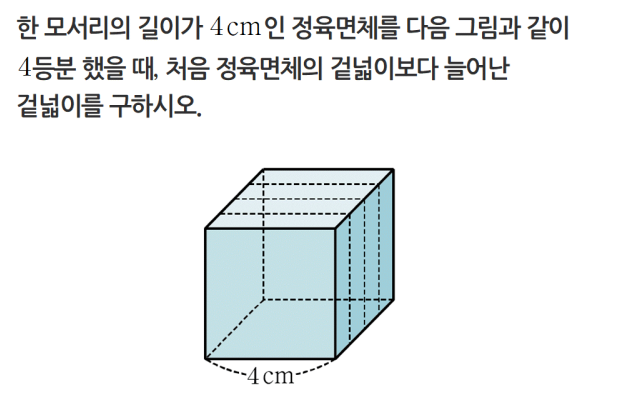 한 모서리의 길이가 4cm인 정육면체를 다음 그림과 같이
4등분 했을 때, 처음 정육면체의 겉넓이보다 늘어난
겉넓이를 구하시오.
4cm